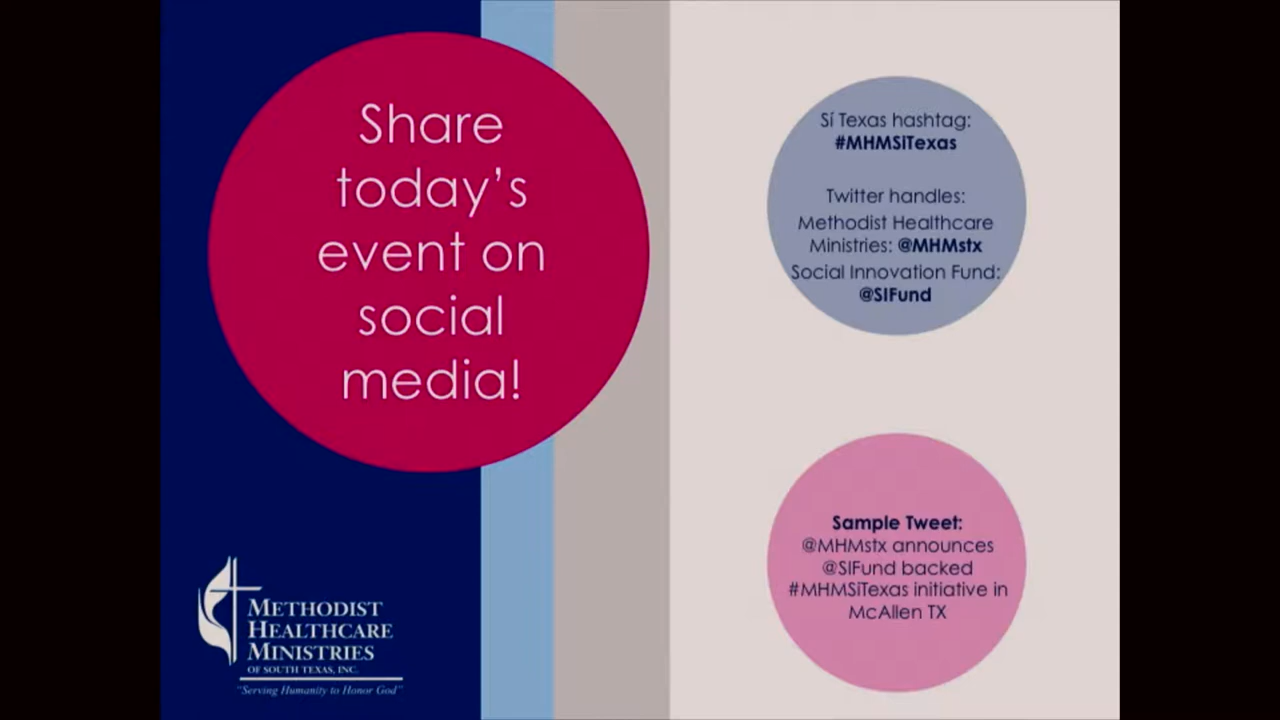 Share
today's
event on
social
media!
Sí Texas hashtag:
#MHMSiTexas
Twitter handles:
Methodist Healthcare
Ministries: @MHMstx
Social Innovation Fund:
@SIFund
Sample Tweet:
@MHMstx announces
@SIFund backed
#MHMSiTexas initiative in
McAllen TX
METHODIST
HEALTHCARE
MINISTRIES
OF SOUTH TEXAS, INC.
"Serving Humanity to Honor God"